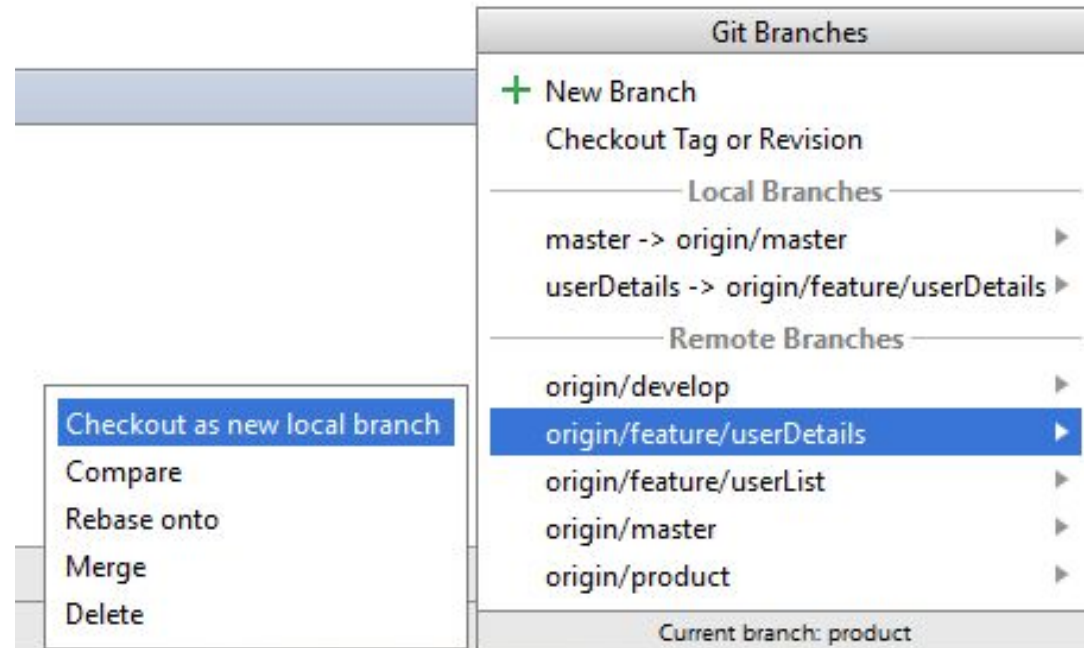 Git Branches
New Branch
Checkout Tag or Revision
Local Branches
master -> origin/master
userDetails -> origin/feature/userDetails
Remote Branches
origin/develop
origin/feature/userDetails
origin/feature/userList
origin/master
origin/product
Current branch: product
Checkout as new local branch
Compare
Rebase onto
Merge
Delete